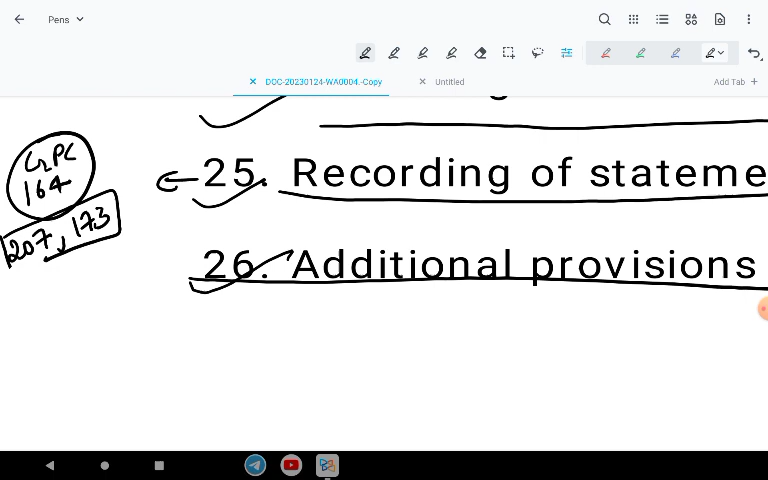 Pens
DOC-20230124-WA0004.-Copy
Untitled
Add Tab
CrPC
164
207, 173
25. Recording of stateme
26. Additional provisions